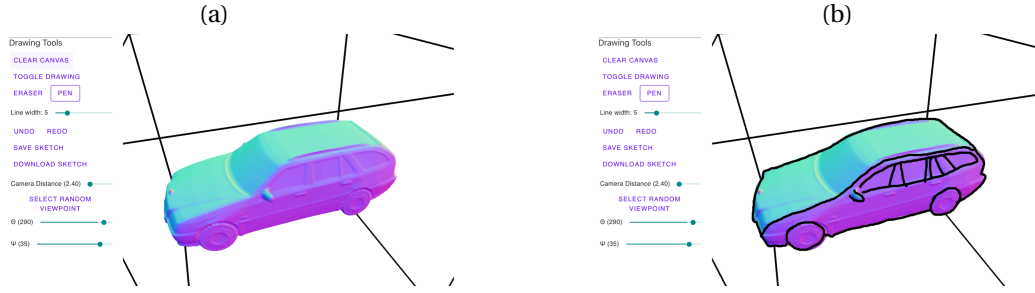 (a)
Drawing Tools
CLEAR CANVAS
TOGGLE DRAWING
ERASER PEN
Line width: 5
UNDO REDO
SAVE SKETCH
DOWNLOAD SKETCH
Camera Distance (2.40)
SELECT RANDOM
VIEWPOINT
Θ (290)
Ψ (35)
(b)
Drawing Tools
CLEAR CANVAS
TOGGLE DRAWING
ERASER PEN
Line width: 5
UNDO REDO
SAVE SKETCH
DOWNLOAD SKETCH
Camera Distance (2.40)
SELECT RANDOM
VIEWPOINT
Θ (290)
Ψ (35)